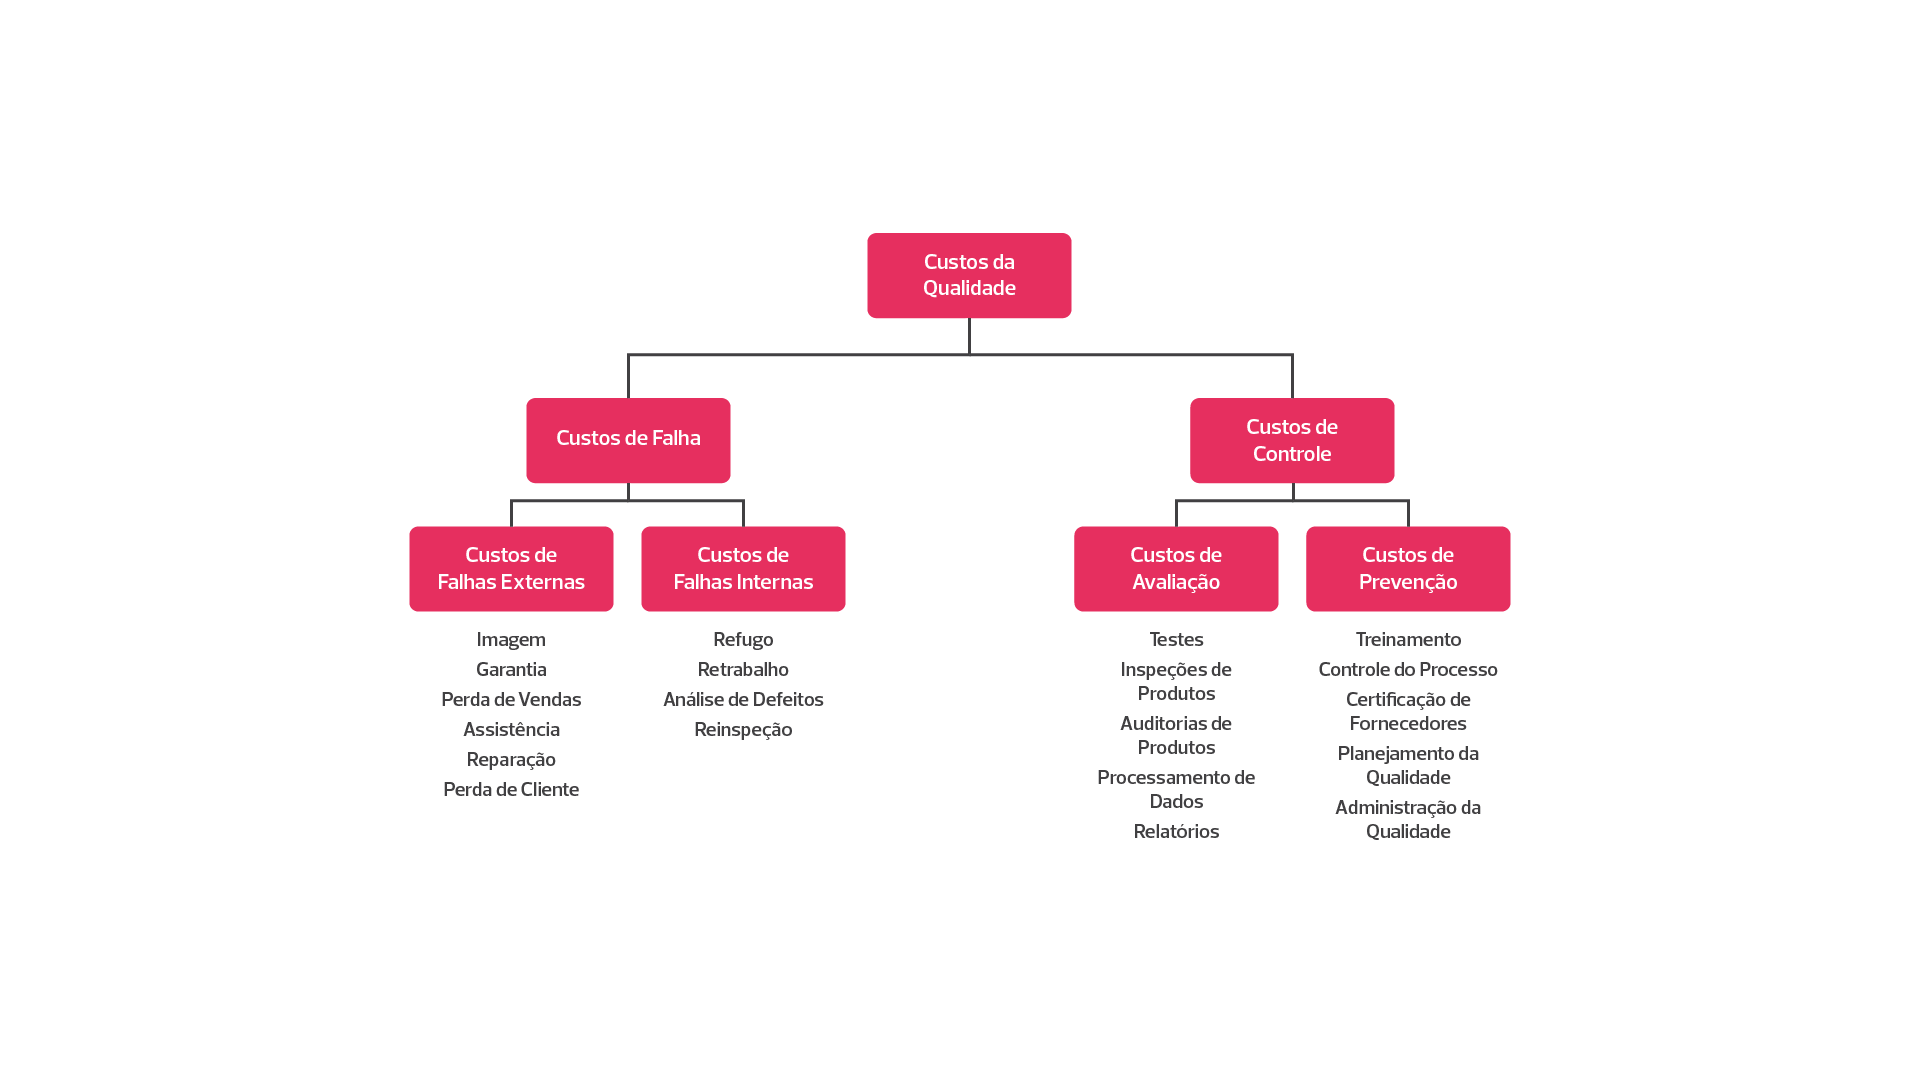 Custos da
Qualidade
Custos de Falha
Custos de
Controle
Custos de
Falhas Externas
Custos de
Falhas Internas
Custos de
Avaliação
Custos de
Prevenção
Imagem
Garantia
Perda de Vendas
Assistência
Reparação
Perda de Cliente
Refugo
Retrabalho
Análise de Defeitos
Reinspeção
Testes
Inspeções de
Produtos
Auditorias de
Produtos
Processamento de
Dados
Relatórios
Treinamento
Controle do Processo
Certificação de
Fornecedores
Planejamento da
Qualidade
Administração da
Qualidade